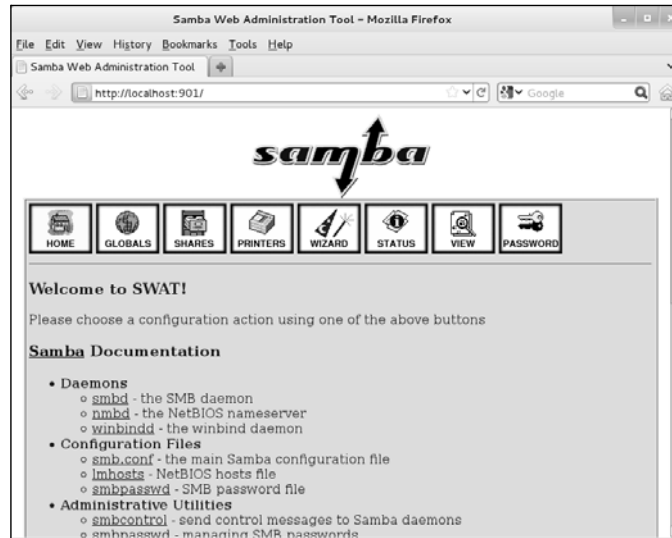 Samba Web Administration Tool - Mozilla Firefox
File Edit View History Bookmarks Tools Help
Samba Web Administration Tool
http://localhost:901/
Google
samba
HOME GLOBALS SHARES PRINTERS WIZARD STATUS VIEW PASSWORD
Welcome to SWAT!
Please choose a configuration action using one of the above buttons
Samba Documentation
• Daemons
smbd - the SMB daemon
nmbd - the NetBIOS nameserver
winbindd - the winbind daemon
• Configuration Files
smb.conf - the main Samba configuration file
lmhosts - NetBIOS hosts file
smbpasswd - SMB password file
• Administrative Utilities
smbcontrol - send control messages to Samba daemons
smbpasswd - managing SMB passwords